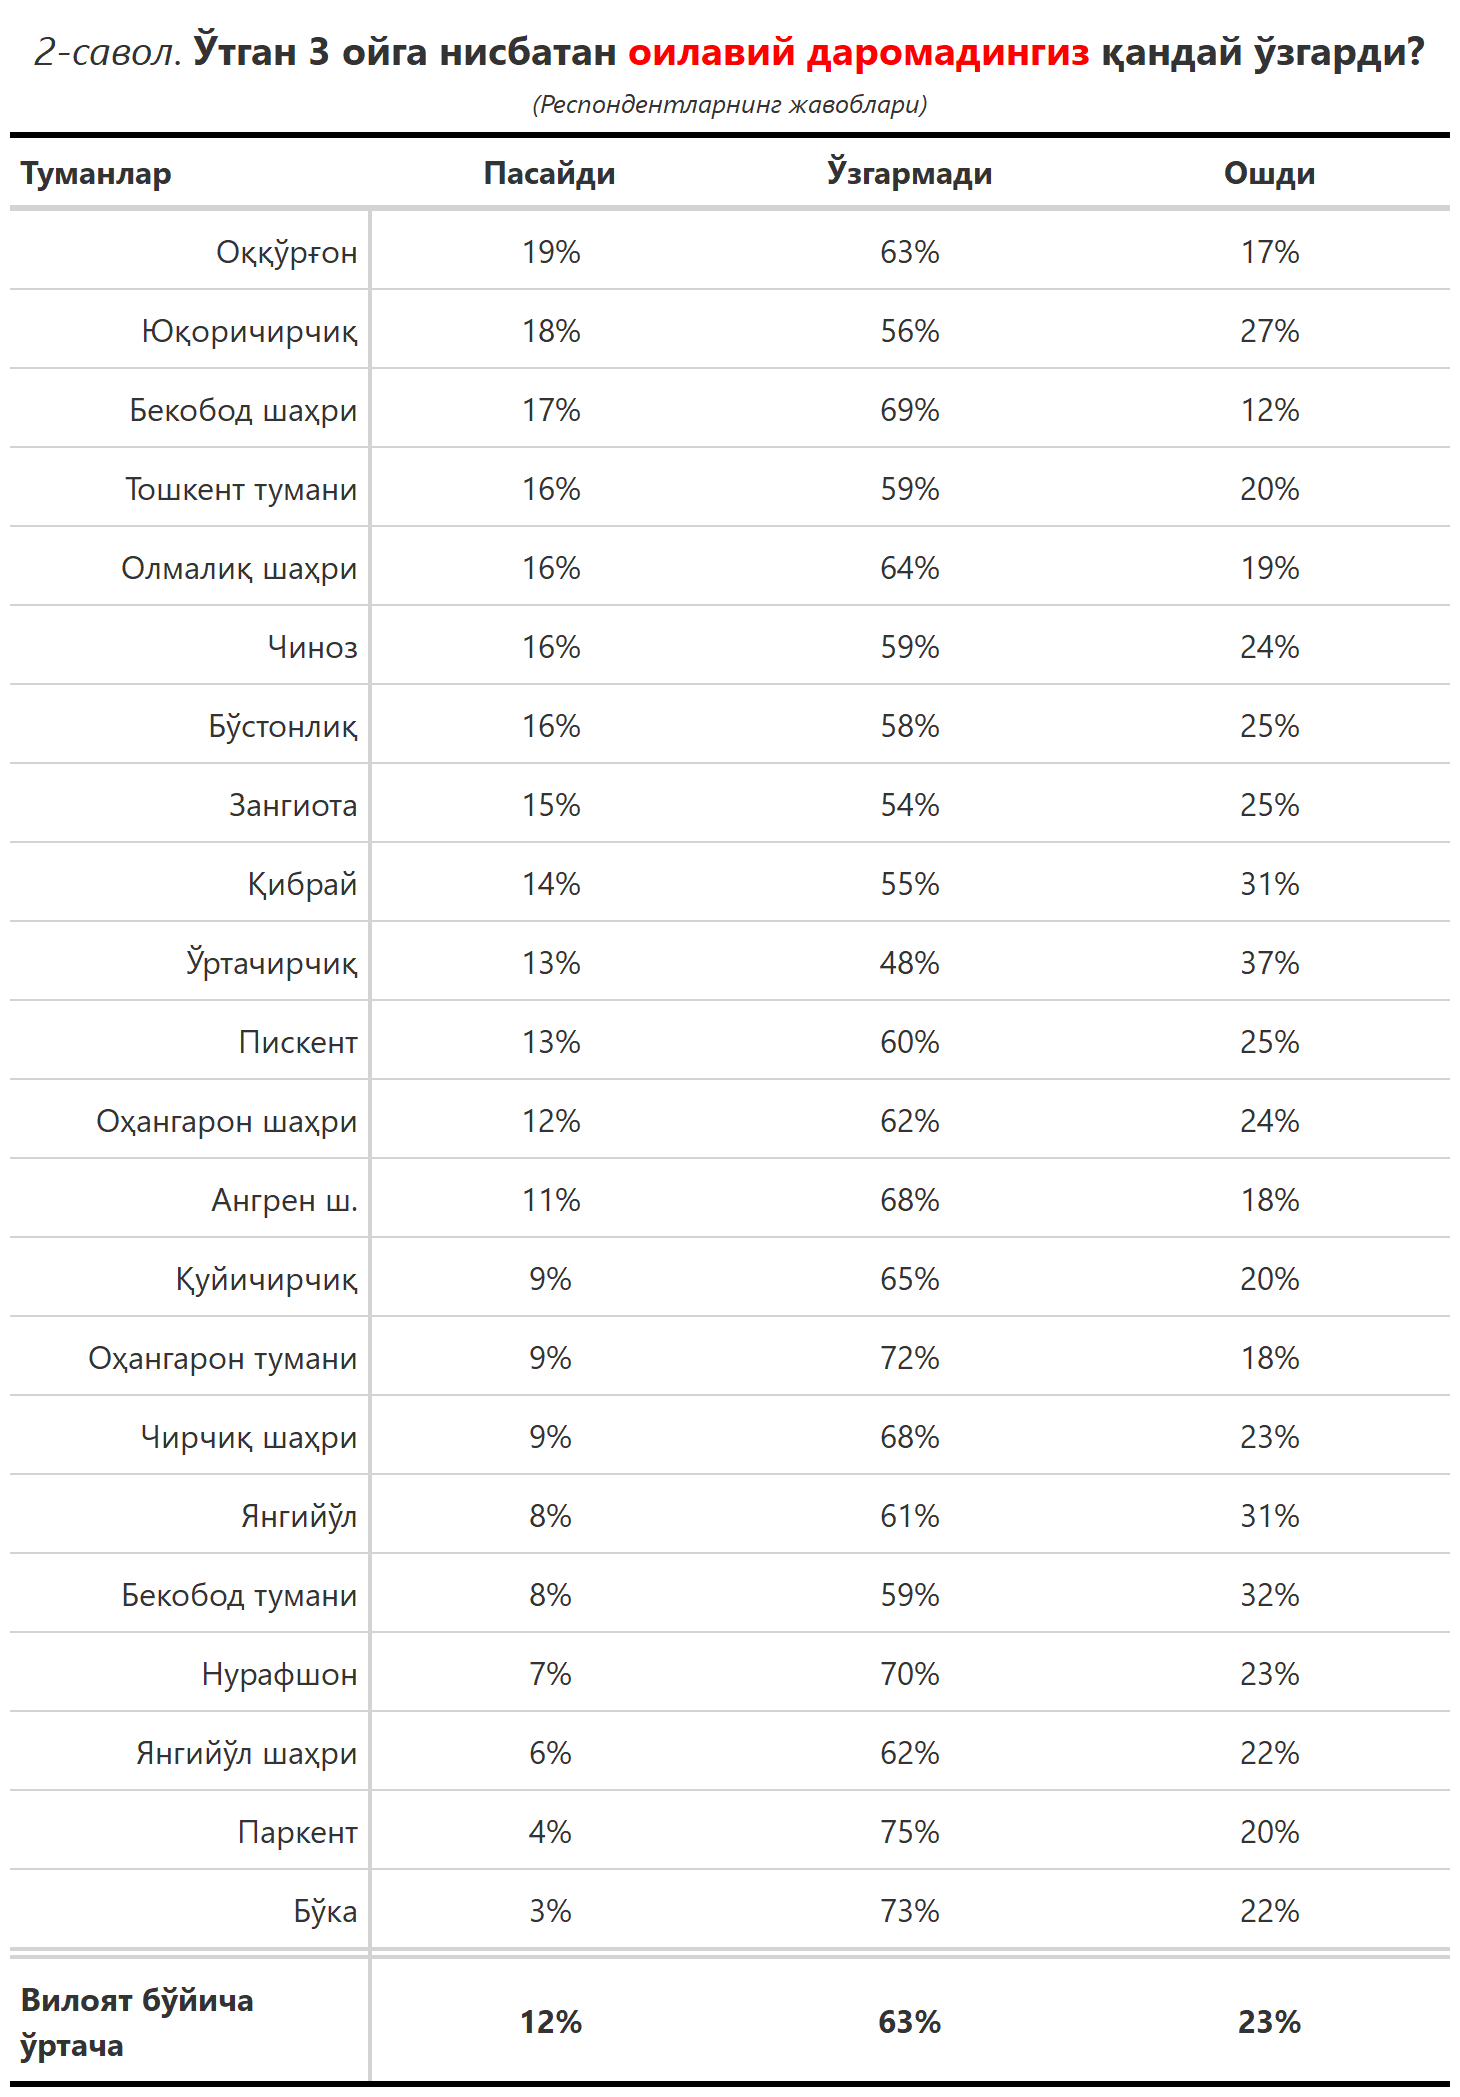 2-савол. Ўтган 3 ойга нисбатан оилавий даромадингиз қандай ўзгарди?
(Респондентларнинг жавоблари)
Туманлар Пасайди Ўзгармади Ошди
Оққўрғон 19% 63% 17%
Юқоричирчиқ 18% 56% 27%
Бекобод шаҳри 17% 69% 12%
Тошкент тумани 16% 59% 20%
Олмалиқ шаҳри 16% 64% 19%
Чиноз 16% 59% 24%
Бўстонлиқ 16% 58% 25%
Зангиота 15% 54% 25%
Қибрай 14% 55% 31%
Ўртачирчиқ 13% 48% 37%
Пискент 13% 60% 25%
Оҳангарон шаҳри 12% 62% 24%
Ангрен ш. 11% 68% 18%
Қуйичирчиқ 9% 65% 20%
Оҳангарон тумани 9% 72% 18%
Чирчиқ шаҳри 9% 68% 23%
Янгийўл 8% 61% 31%
Бекобод тумани 8% 59% 32%
Нурафшон 7% 70% 23%
Янгийўл шаҳри 6% 62% 22%
Паркент 4% 75% 20%
Бўка 3% 73% 22%
Вилоят бўйича
ўртача 12% 63% 23%